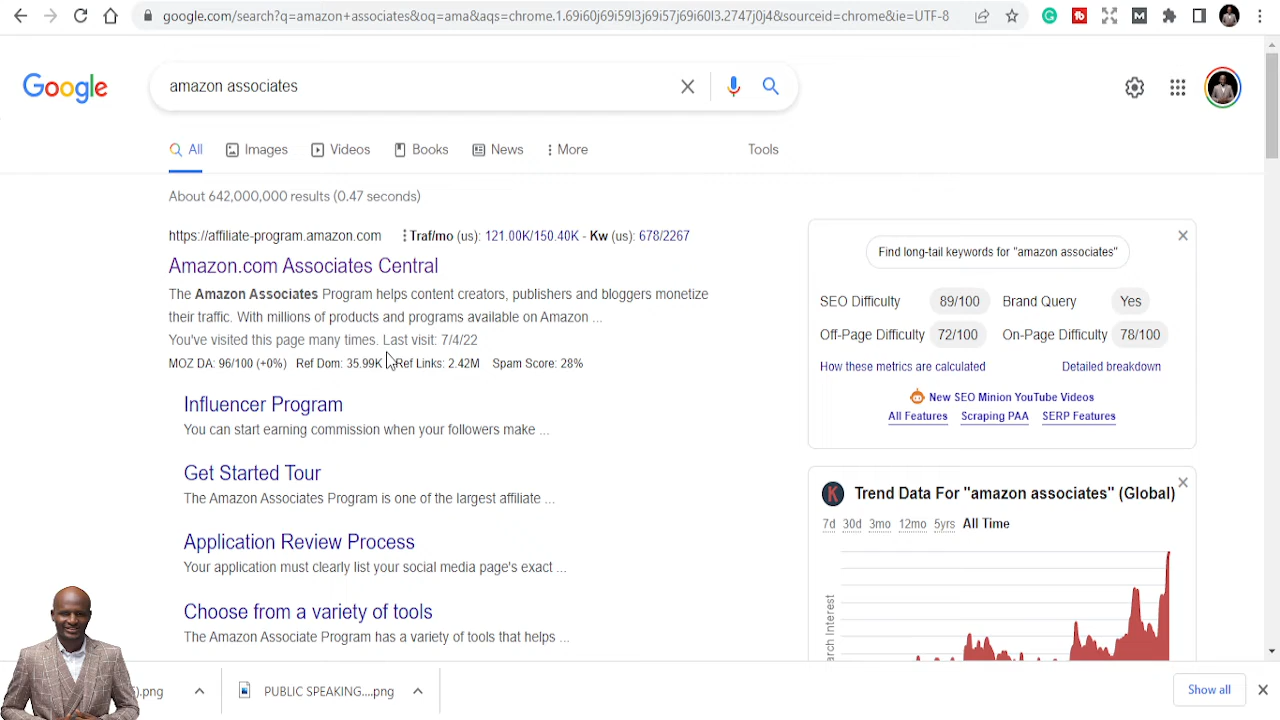 google.com/search?q=amazon+associates&oq=ama&aqs=chrome.1.69i60j69i59l3j69i57j69i60l3.2747j0j4&sourceid=chrome&ie=UTF-8
Google
amazon associates
All Images Videos Books News More Tools
About 642,000,000 results (0.47 seconds)
https://affiliate-program.amazon.com Traf/mo (us): 121.00K/150.40K - Kw (us): 678/2267
Amazon.com Associates Central
The Amazon Associates Program helps content creators, publishers and bloggers monetize
their traffic. With millions of products and programs available on Amazon ...
You've visited this page many times. Last visit: 7/4/22
MOZ DA: 96/100 (+0%) Ref Dom: 35.99K Ref Links: 2.42M Spam Score: 28%
Influencer Program
You can start earning commission when your followers make ...
Get Started Tour
The Amazon Associates Program is one of the largest affiliate ...
Application Review Process
Your application must clearly list your social media page's exact ...
Choose from a variety of tools
The Amazon Associate Program has a variety of tools that helps ...
Find long-tail keywords for "amazon associates"
SEO Difficulty 89/100 Brand Query Yes
Off-Page Difficulty 72/100 On-Page Difficulty 78/100
How these metrics are calculated Detailed breakdown
New SEO Minion YouTube Videos
All Features Scraping PAA SERP Features
K Trend Data For "amazon associates" (Global)
7d 30d 3mo 12mo 5yrs All Time
arch Interest
).png PUBLIC SPEAKING....png Show all